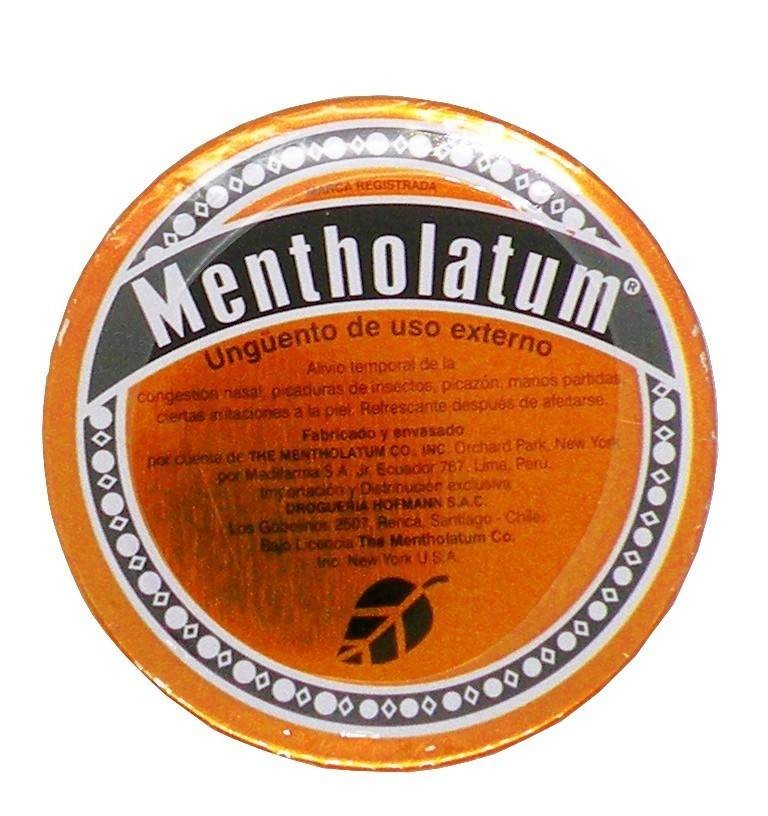 MARCA REGISTRADA
Mentholatum®
Ungüento de uso externo
Alivio temporal de la
congestión nasal, picaduras de insectos, picazón, manos partidas,
ciertas irritaciones a la piel. Refrescante después de afeitarse.
Fabricado y envasado
por cuenta de THE MENTHOLATUM CO., INC. Orchard Park, New York
por Medifarma S.A. Jr. Ecuador 787, Lima, Peru.
Importación y Distribución exclusiva
DROGUERIA HOFMANN S.A.C.
Los Gobelinos 2507, Renca, Santiago - Chile.
Bajo Licencia The Mentholatum Co.
Inc. New York U.S.A.